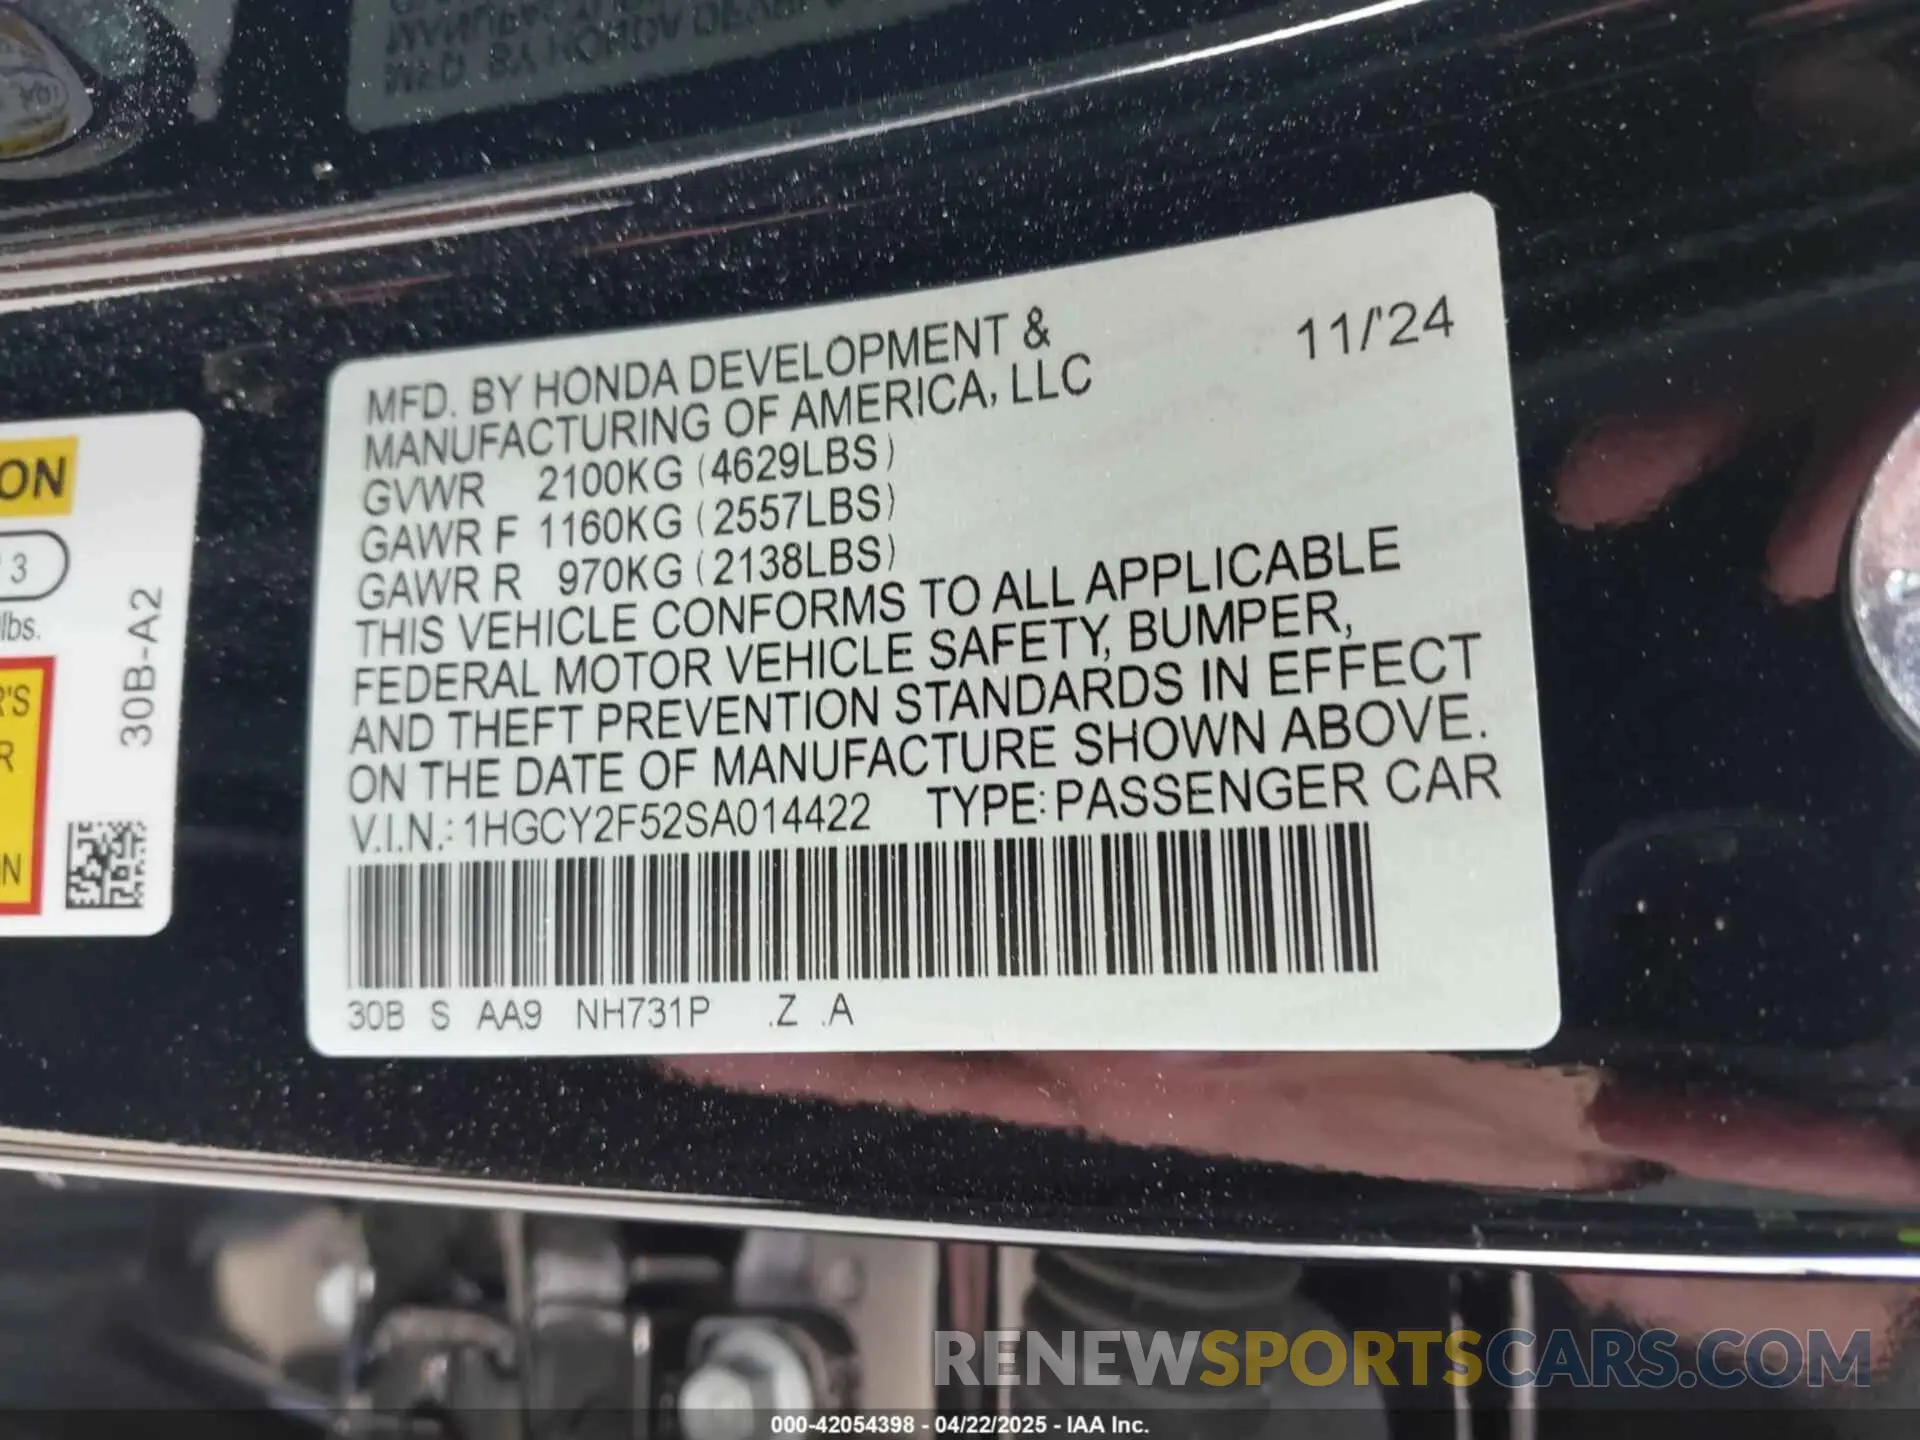 MFD. BY HONDA DEVELOPMENT &
MANUFACTURING OF AMERICA, LLC
11/'24
GVWR 2100KG (4629LBS)
GAWR F 1160KG (2557LBS)
GAWR R 970KG (2138LBS)
THIS VEHICLE CONFORMS TO ALL APPLICABLE
FEDERAL MOTOR VEHICLE SAFETY, BUMPER,
AND THEFT PREVENTION STANDARDS IN EFFECT
ON THE DATE OF MANUFACTURE SHOWN ABOVE.
V.I.N.: 1HGCY2F52SA014422 TYPE: PASSENGER CAR
30B S AA9 NH731P .Z .A
ON
3
lbs.
'S
R
N
30B-A2
RENEWSPORTSCARS.COM
000-42054398 - 04/22/2025 - IAA Inc.